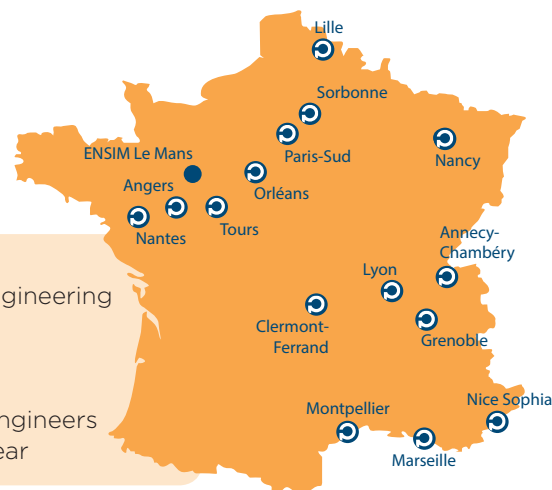 Lille
Sorbonne
ENSIM Le Mans
Paris-Sud
Nancy
Angers
Orléans
Nantes
Tours
Annecy-
Chambéry
Lyon
Clermont-
Ferrand
Grenoble
Montpellier
Nice Sophia
Marseille
gineering
ngineers
ear